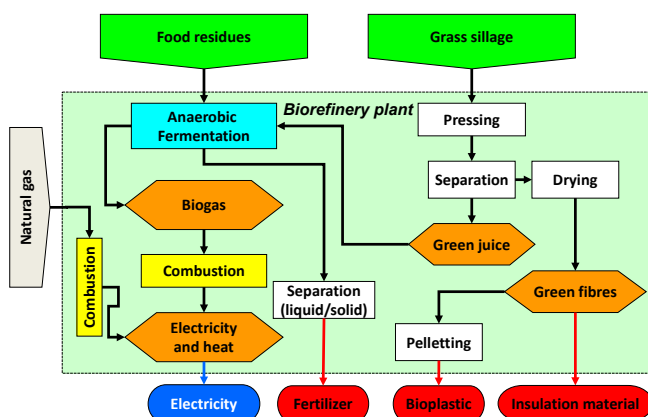 Food residues
Grass sillage
Biorefinery plant
Anaerobic
Fermentation
Pressing
Separation
Drying
Natural gas
Biogas
Green juice
Combustion
Combustion
Separation
(liquid/solid)
Green fibres
Electricity
and heat
Pelletting
Electricity
Fertilizer
Bioplastic
Insulation material